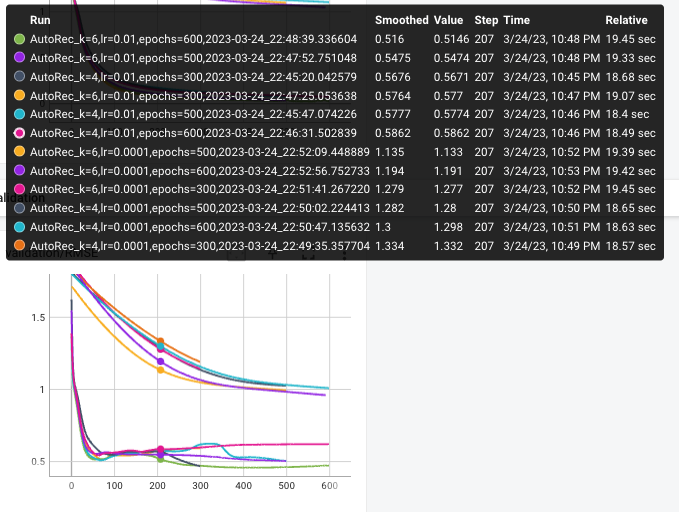 Run Smoothed Value Step Time Relative
AutoRec_k=6,lr=0.01,epochs=600,2023-03-24_22:48:39.336604 0.516 0.5146 207 3/24/23, 10:48 PM 19.45 sec
AutoRec_k=6,lr=0.01,epochs=500,2023-03-24_22:47:52.751048 0.5475 0.5474 207 3/24/23, 10:48 PM 19.33 sec
AutoRec_k=4,lr=0.01,epochs=300,2023-03-24_22:45:20.042579 0.5676 0.5671 207 3/24/23, 10:45 PM 18.68 sec
AutoRec_k=6,lr=0.01,epochs=300,2023-03-24_22:47:25.053638 0.5764 0.577 207 3/24/23, 10:47 PM 19.07 sec
AutoRec_k=4,lr=0.01,epochs=500,2023-03-24_22:45:47.074226 0.5777 0.5774 207 3/24/23, 10:46 PM 18.4 sec
AutoRec_k=4,lr=0.01,epochs=600,2023-03-24_22:46:31.502839 0.5862 0.5862 207 3/24/23, 10:46 PM 18.49 sec
AutoRec_k=6,lr=0.0001,epochs=500,2023-03-24_22:52:09.448889 1.135 1.133 207 3/24/23, 10:52 PM 19.39 sec
AutoRec_k=6,lr=0.0001,epochs=600,2023-03-24_22:52:56.752733 1.194 1.191 207 3/24/23, 10:53 PM 19.42 sec
AutoRec_k=6,lr=0.0001,epochs=300,2023-03-24_22:51:41.267220 1.279 1.277 207 3/24/23, 10:52 PM 19.45 sec
AutoRec_k=4,lr=0.0001,epochs=500,2023-03-24_22:50:02.224413 1.282 1.28 207 3/24/23, 10:50 PM 18.65 sec
AutoRec_k=4,lr=0.0001,epochs=600,2023-03-24_22:50:47.135632 1.3 1.298 207 3/24/23, 10:51 PM 18.63 sec
AutoRec_k=4,lr=0.0001,epochs=300,2023-03-24_22:49:35.357704 1.334 1.332 207 3/24/23, 10:49 PM 18.57 sec
1.5
1
0.5
0 100 200 300 400 500 600